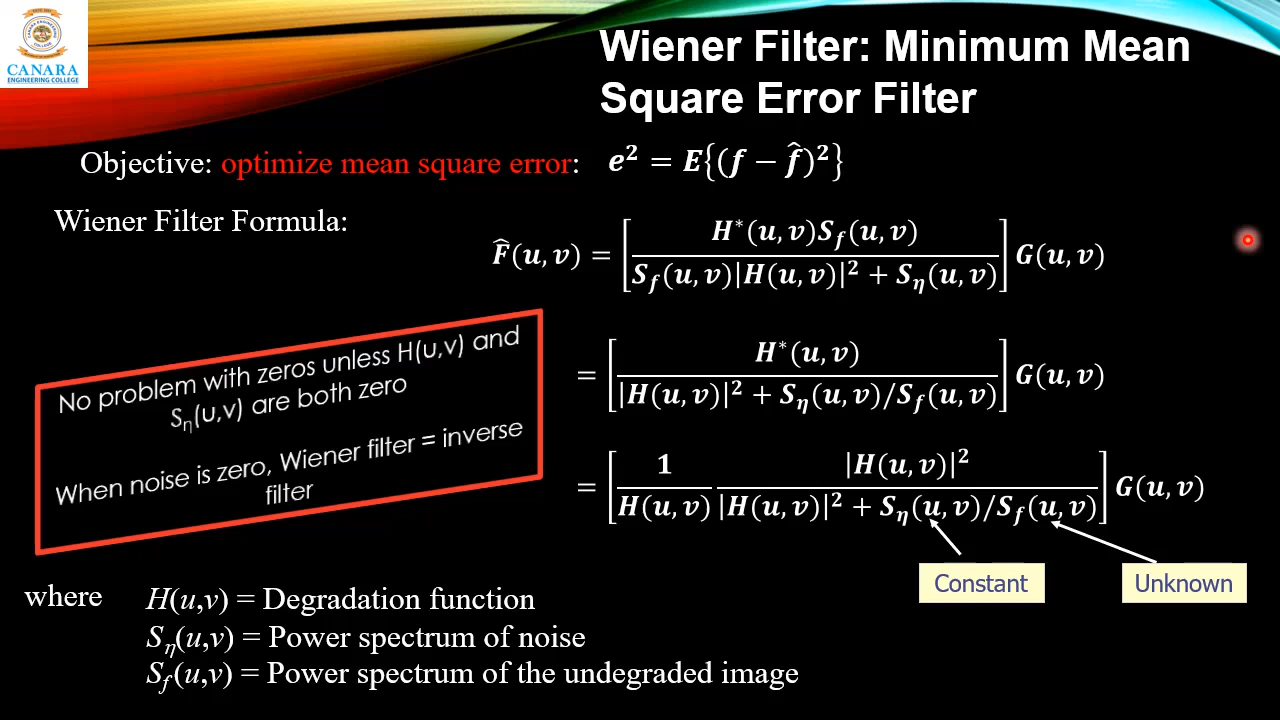 CANARA
ENGINEERING COLLEGE
Wiener Filter: Minimum Mean
Square Error Filter
Objective: optimize mean square error: e² = E{(f − f̂)²}
Wiener Filter Formula:
F̂(u, v) = [ H*(u, v)S_f(u, v) / S_f(u, v)|H(u, v)|² + S_η(u, v) ] G(u, v)
= [ H*(u, v) / |H(u, v)|² + S_η(u, v)/S_f(u, v) ] G(u, v)
= [ 1 / H(u, v) |H(u, v)|² / |H(u, v)|² + S_η(u, v)/S_f(u, v) ] G(u, v)
No problem with zeros unless H(u,v) and
S_η(u,v) are both zero
When noise is zero, Wiener filter = inverse
filter
Constant
Unknown
where H(u,v) = Degradation function
S_η(u,v) = Power spectrum of noise
S_f(u,v) = Power spectrum of the undegraded image